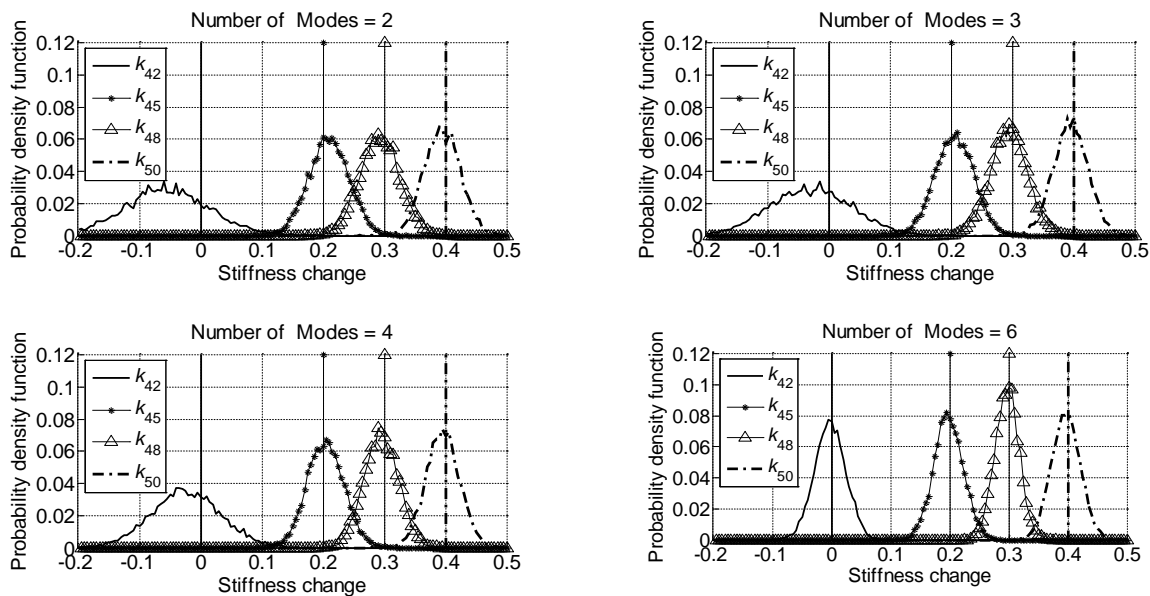 Number of Modes = 2
Probability density function
0.12
0.1
0.08
0.06
0.04
0.02
0
k42
k45
k48
k50
-0.2 -0.1 0 0.1 0.2 0.3 0.4 0.5
Stiffness change
Number of Modes = 3
Probability density function
0.12
0.1
0.08
0.06
0.04
0.02
0
k42
k45
k48
k50
-0.2 -0.1 0 0.1 0.2 0.3 0.4 0.5
Stiffness change
Number of Modes = 4
Probability density function
0.12
0.1
0.08
0.06
0.04
0.02
0
k42
k45
k48
k50
-0.2 -0.1 0 0.1 0.2 0.3 0.4 0.5
Stiffness change
Number of Modes = 6
Probability density function
0.12
0.1
0.08
0.06
0.04
0.02
0
k42
k45
k48
k50
-0.2 -0.1 0 0.1 0.2 0.3 0.4 0.5
Stiffness change